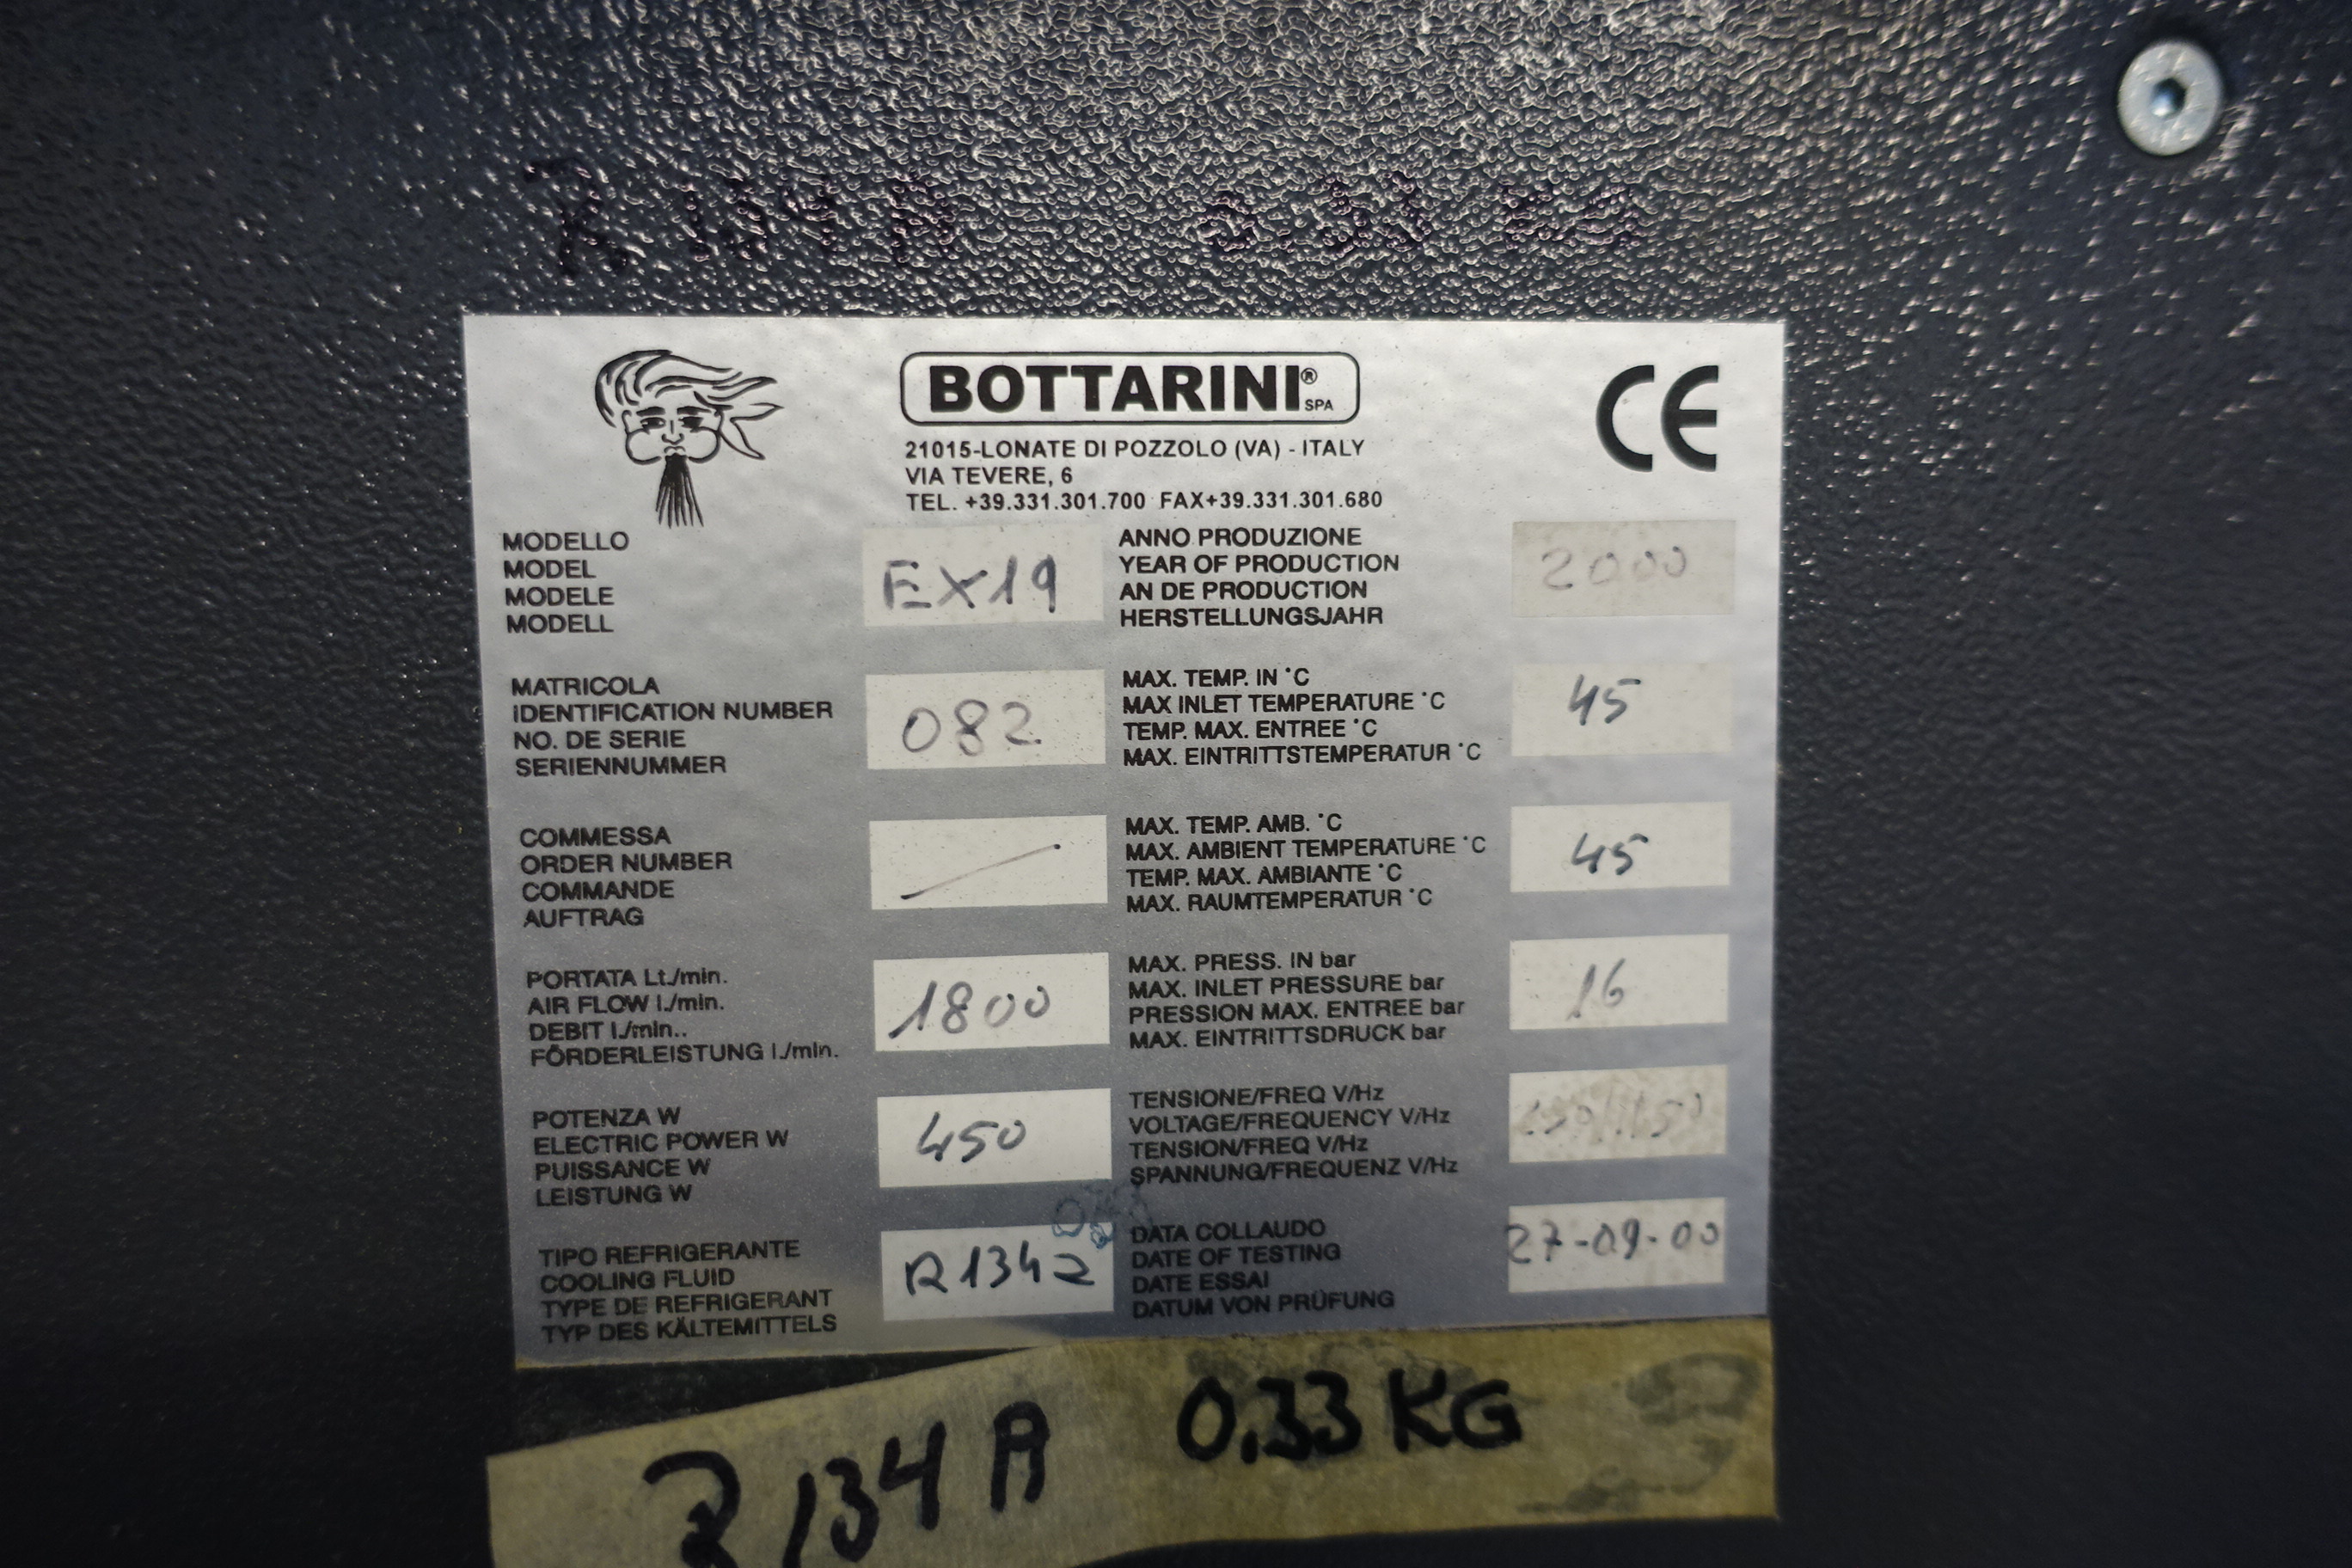 R 134 A 0.33 KG
BOTTARINI® SPA
CE
21015-LONATE DI POZZOLO (VA) - ITALY
VIA TEVERE, 6
TEL. +39.331.301.700 FAX+39.331.301.680
MODELLO
MODEL
MODELE
MODELL
EX19
ANNO PRODUZIONE
YEAR OF PRODUCTION
AN DE PRODUCTION
HERSTELLUNGSJAHR
2000
MATRICOLA
IDENTIFICATION NUMBER
NO. DE SERIE
SERIENNUMMER
082
MAX. TEMP. IN °C
MAX INLET TEMPERATURE °C
TEMP. MAX. ENTREE °C
MAX. EINTRITTSTEMPERATUR °C
45
COMMESSA
ORDER NUMBER
COMMANDE
AUFTRAG
MAX. TEMP. AMB. °C
MAX. AMBIENT TEMPERATURE °C
TEMP. MAX. AMBIANTE °C
MAX. RAUMTEMPERATUR °C
45
PORTATA Lt./min.
AIR FLOW l./min.
DEBIT l./min..
FÖRDERLEISTUNG l./min.
1800
MAX. PRESS. IN bar
MAX. INLET PRESSURE bar
PRESSION MAX. ENTREE bar
MAX. EINTRITTSDRUCK bar
16
POTENZA W
ELECTRIC POWER W
PUISSANCE W
LEISTUNG W
450
TENSIONE/FREQ V/Hz
VOLTAGE/FREQUENCY V/Hz
TENSION/FREQ V/Hz
SPANNUNG/FREQUENZ V/Hz
TIPO REFRIGERANTE
COOLING FLUID
TYPE DE REFRIGERANT
TYP DES KÄLTEMITTELS
R134a
DATA COLLAUDO
DATE OF TESTING
DATE ESSAI
DATUM VON PRÜFUNG
27-09-00
R 134 A 0.33 KG